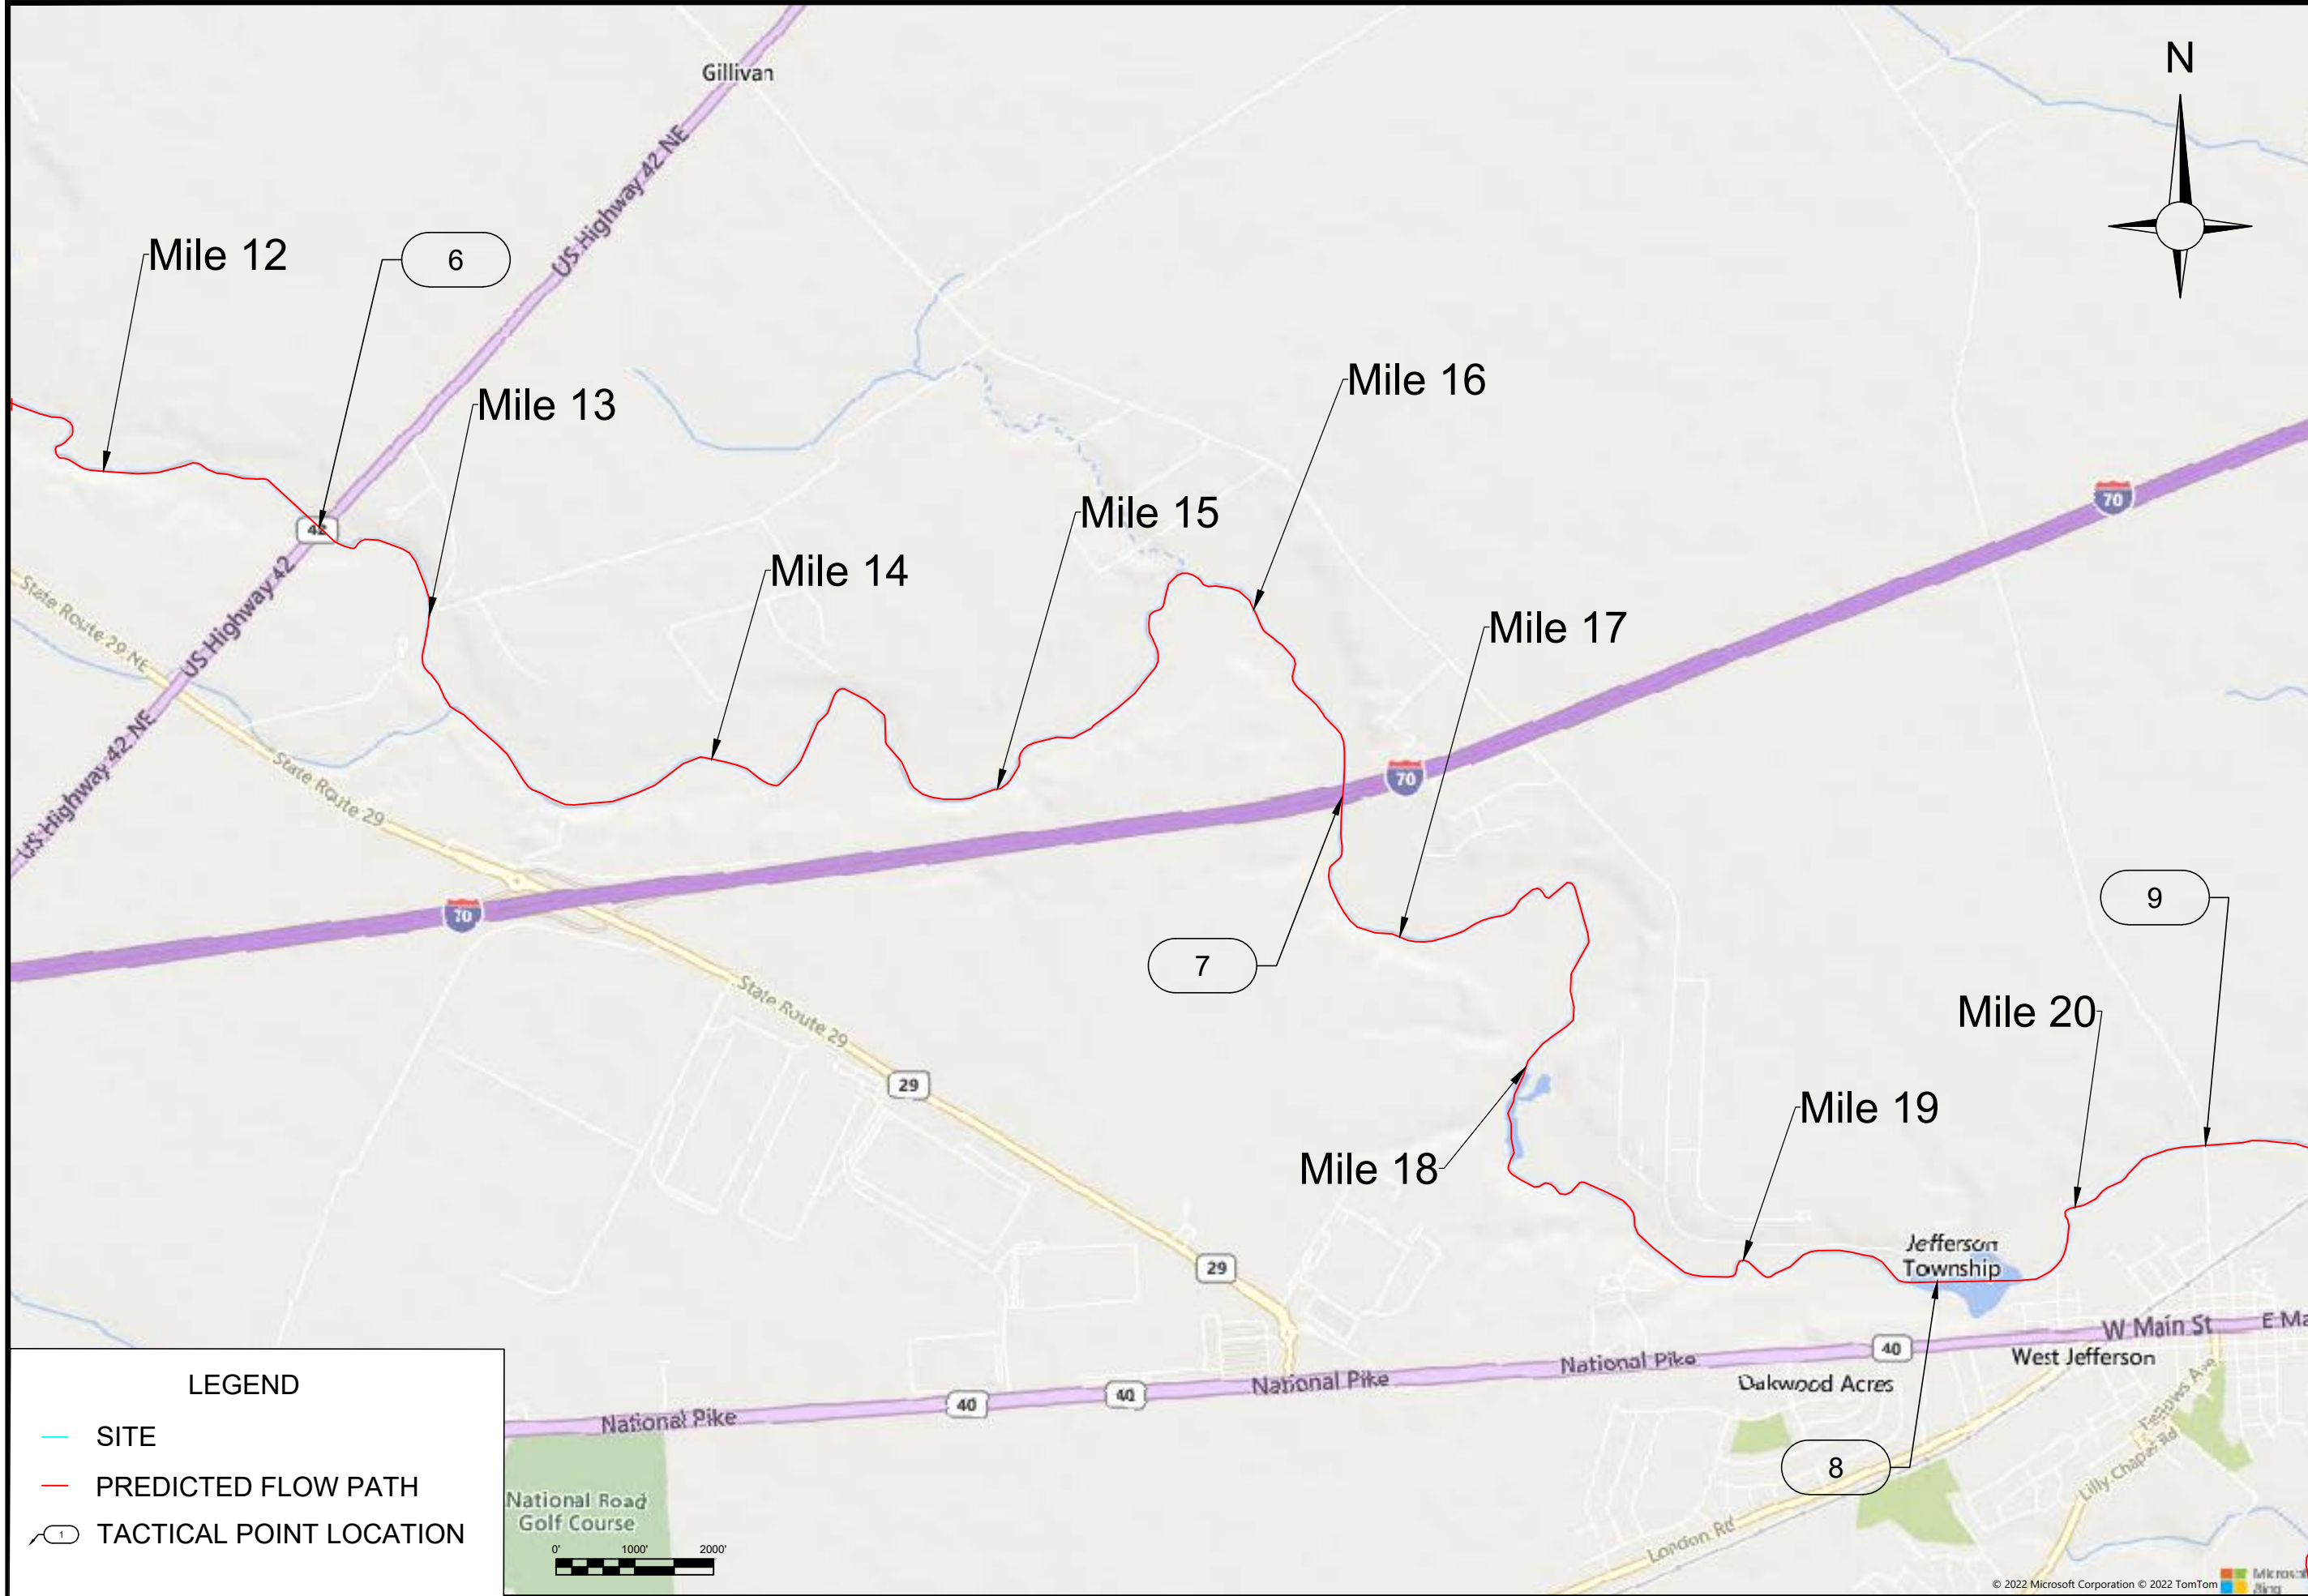 N
Gillivan
US Highway 42 NE
Mile 12
6
Mile 16
Mile 13
70
Mile 15
42
Mile 14
US Highway 42
State Route 29 NE
Mile 17
US Highway 42 NE
State Route 29
70
70
9
7
State Route 29
Mile 20
29
Mile 19
Mile 18
Jefferson
Township
29
W Main St
E Ma
40
West Jefferson
National Pike
National Pike
Oakwood Acres
40
40
National Pike
LEGEND
SITE
PREDICTED FLOW PATH
1
TACTICAL POINT LOCATION
National Road
Golf Course
0'
1000'
2000'
8
London Rd
Lilly Chapel Rd
© 2022 Microsoft Corporation © 2022 TomTom